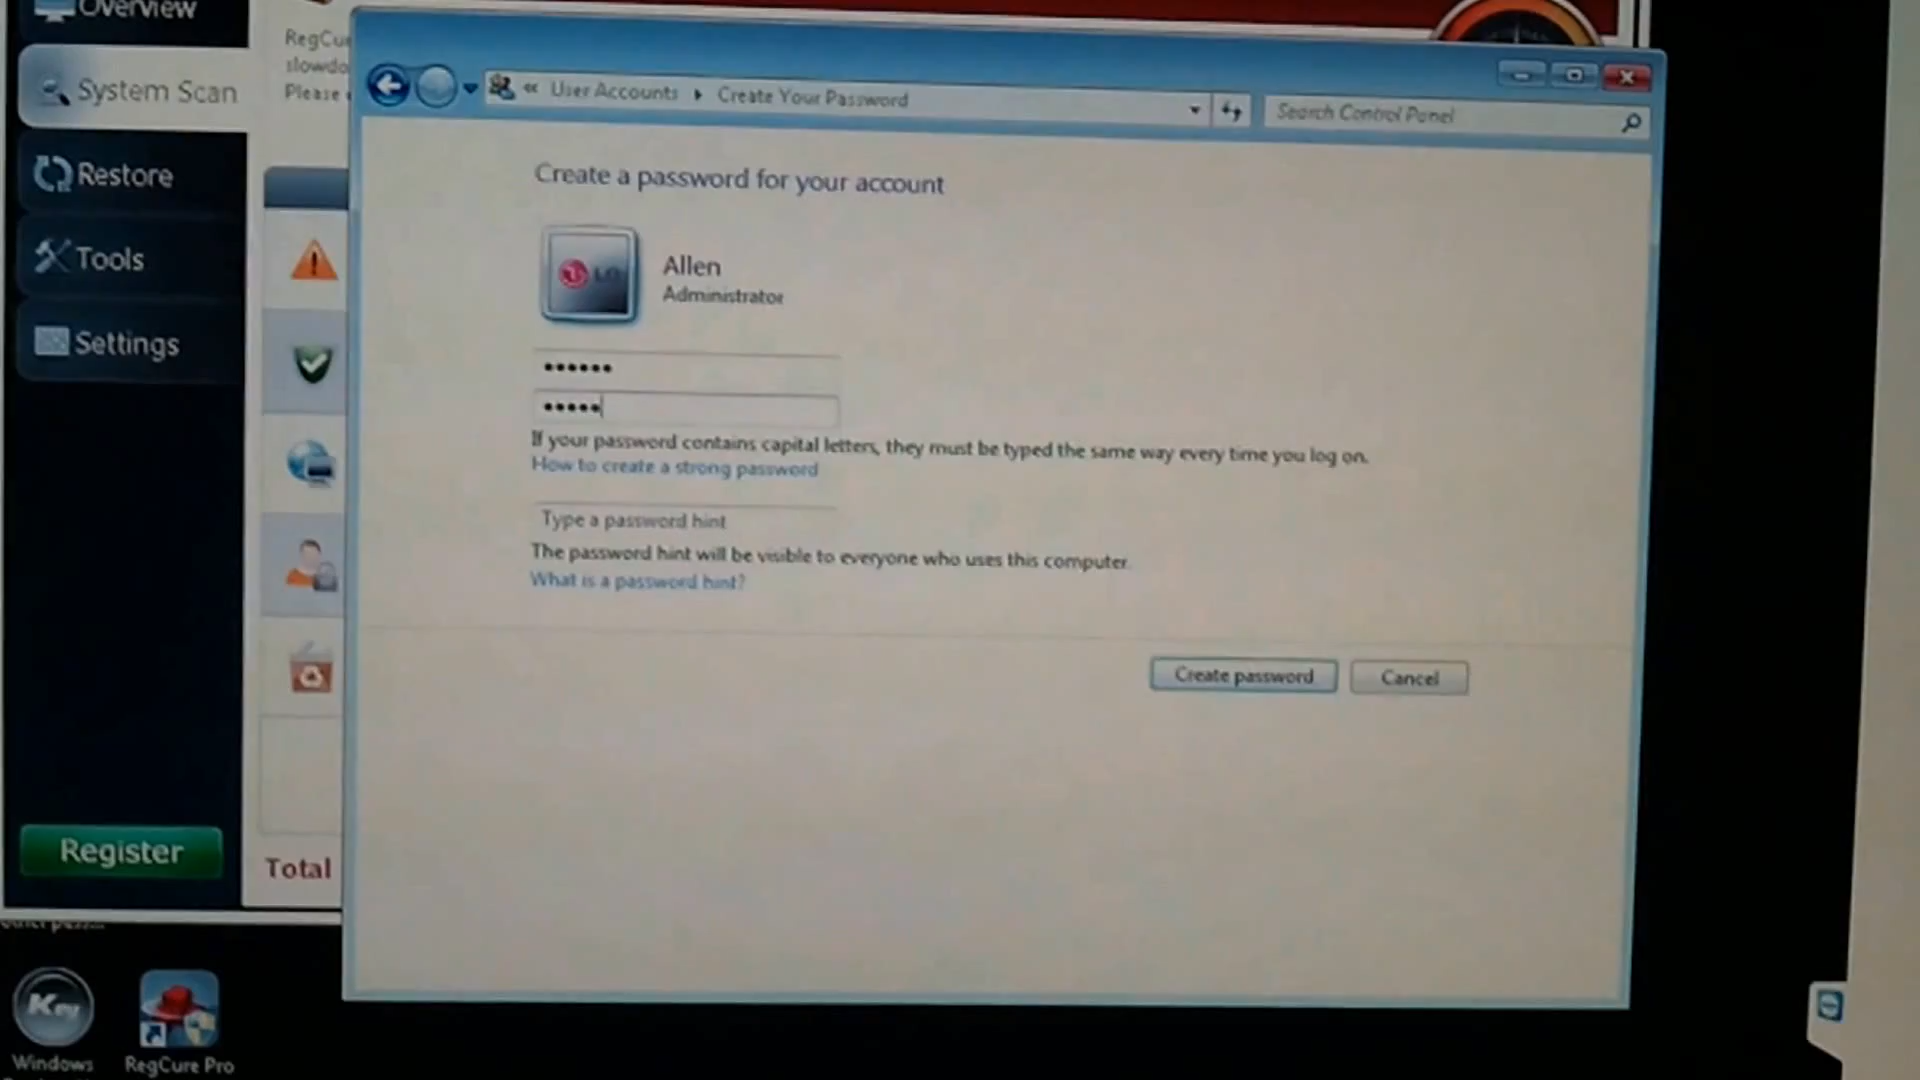 Overview
System Scan
Restore
Tools
Settings
Register
slowdo
Please
Total
« User Accounts ▸ Create Your Password
Search Control Panel
Create a password for your account
LG
Allen
Administrator
••••••
•••••
If your password contains capital letters, they must be typed the same way every time you log on.
How to create a strong password
Type a password hint
The password hint will be visible to everyone who uses this computer.
What is a password hint?
Create password
Cancel
Key
Windows
RegCure Pro